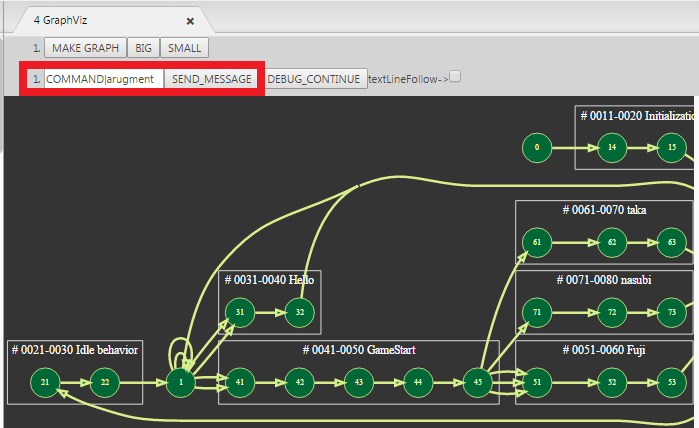 4 GraphViz ×
1. MAKE GRAPH BIG SMALL
1. COMMAND|arugment SEND_MESSAGE DEBUG_CONTINUE textLineFollow->
# 0011-0020 Initializatio
0 14 15
# 0061-0070 taka
61 62 63
# 0031-0040 Hello
# 0071-0080 nasubi
31 32
71 72 73
# 0021-0030 Idle behavior
# 0041-0050 GameStart
# 0051-0060 Fuji
21 22 1 41 42 43 44 45 51 52 53